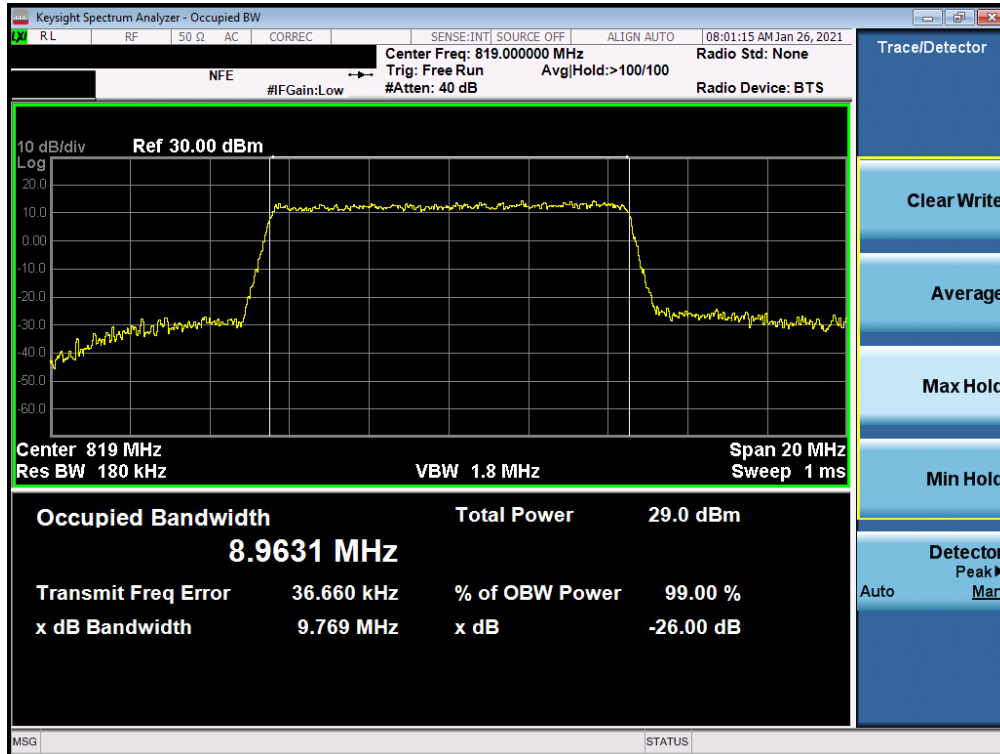 Keysight Spectrum Analyzer - Occupied BW
LXI RL RF 50 Ω AC CORREC SENSE:INT SOURCE OFF ALIGN AUTO 08:01:15 AM Jan 26, 2021
Center Freq: 819.000000 MHz Radio Std: None
NFE Trig: Free Run Avg|Hold:>100/100
#IFGain:Low #Atten: 40 dB Radio Device: BTS
Trace/Detector
10 dB/div Ref 30.00 dBm
Log
20.0
10.0
0.00
-10.0
-20.0
-30.0
-40.0
-50.0
-60.0
Center 819 MHz Span 20 MHz
Res BW 180 kHz VBW 1.8 MHz Sweep 1 ms
Occupied Bandwidth Total Power 29.0 dBm
8.9631 MHz
Transmit Freq Error 36.660 kHz % of OBW Power 99.00 %
x dB Bandwidth 9.769 MHz x dB -26.00 dB
Clear Write
Average
Max Hold
Min Hold
Detector
Peak
Auto Man
MSG STATUS